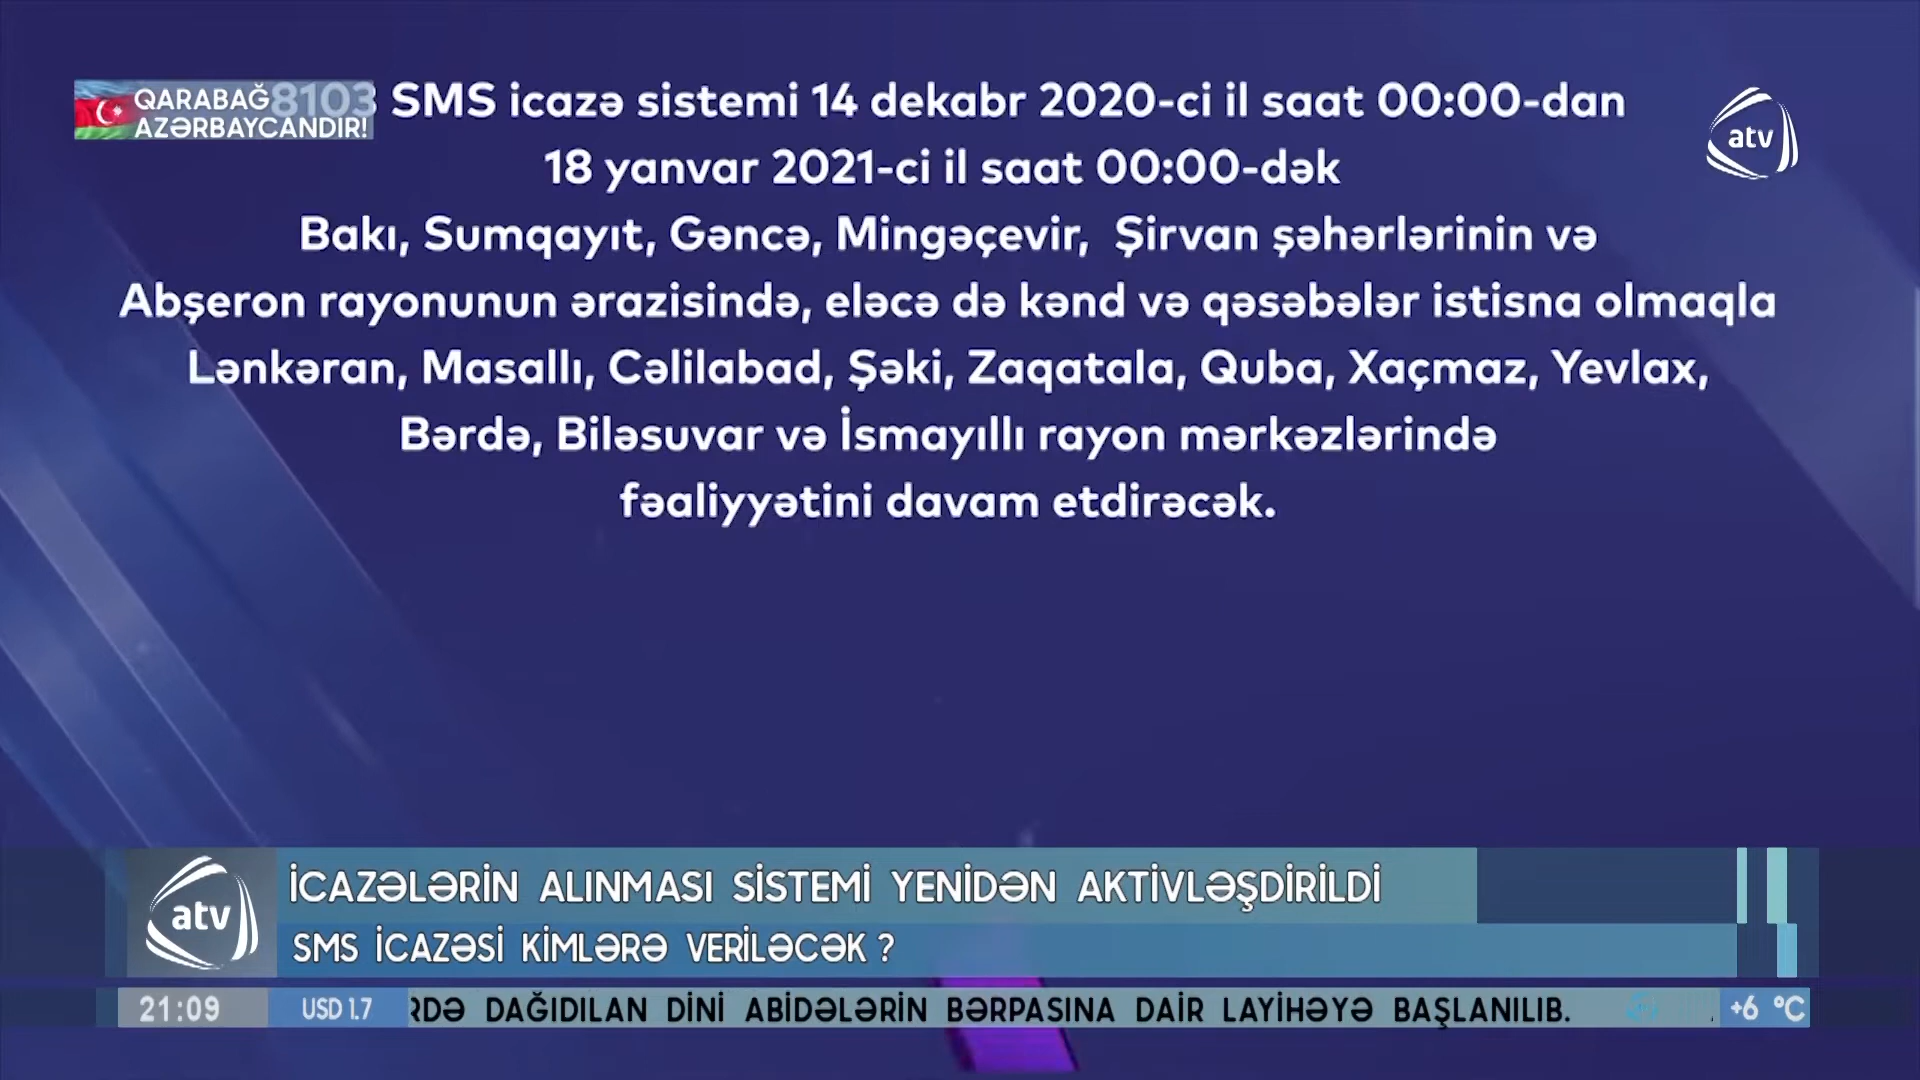 QARABAĞ
AZƏRBAYCANDIR!
8103 SMS icazə sistemi 14 dekabr 2020-ci il saat 00:00-dan
18 yanvar 2021-ci il saat 00:00-dək
Bakı, Sumqayıt, Gəncə, Mingəçevir, Şirvan şəhərlərinin və
Abşeron rayonunun ərazisində, eləcə də kənd və qəsəbələr istisna olmaqla
Lənkəran, Masallı, Cəlilabad, Şəki, Zaqatala, Quba, Xaçmaz, Yevlax,
Bərdə, Biləsuvar və İsmayıllı rayon mərkəzlərində
fəaliyyətini davam etdirəcək.
atv
atv
İCAZƏLƏRİN ALINMASI SİSTEMİ YENİDƏN AKTİVLƏŞDİRİLDİ
SMS İCAZƏSİ KİMLƏRƏ VERİLƏCƏK ?
21:09 USD 1.7 RDƏ DAĞIDILAN DİNİ ABİDƏLƏRİN BƏRPASINA DAİR LAYİHƏYƏ BAŞLANILIB. +6 °C